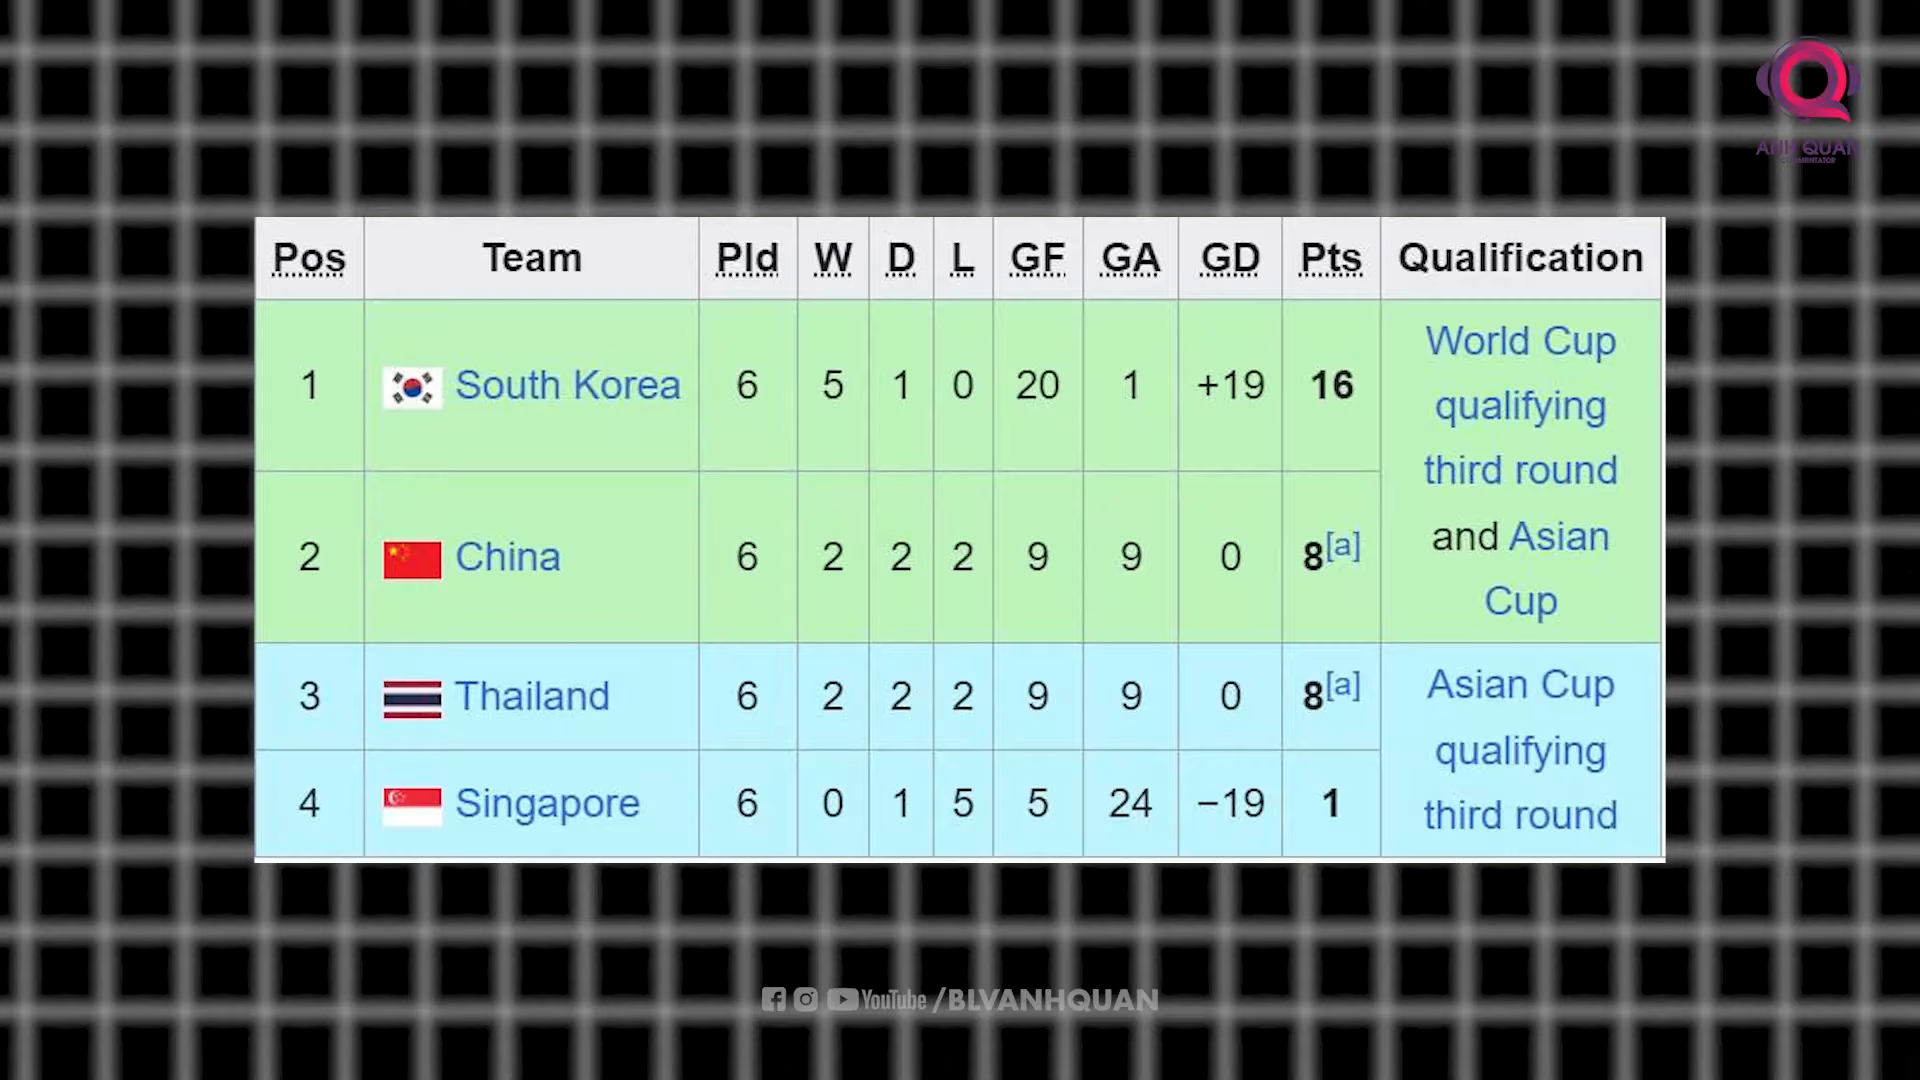 ANH QUAN
COMMENTATOR
Pos Team Pld W D L GF GA GD Pts Qualification
1 South Korea 6 5 1 0 20 1 +19 16
World Cup
qualifying
third round
and Asian
Cup
2 China 6 2 2 2 9 9 0 8[a]
3 Thailand 6 2 2 2 9 9 0 8[a]
Asian Cup
qualifying
third round
4 Singapore 6 0 1 5 5 24 −19 1
YouTube /BLVANHQUAN